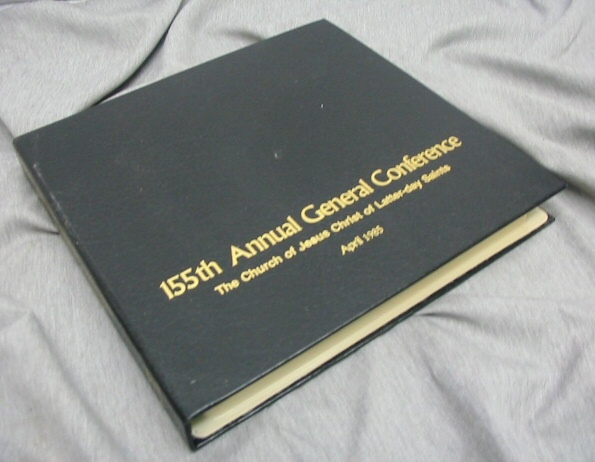 155th Annual General Conference
The Church of Jesus Christ of Latter-day Saints
April 1985